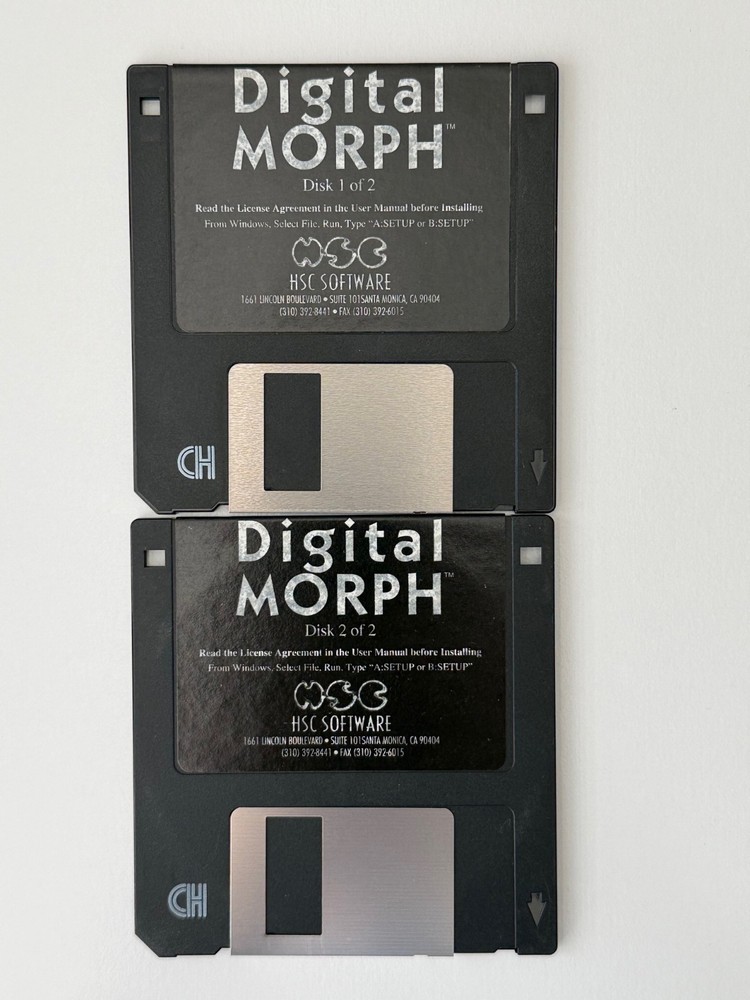 Digital
MORPH™
Disk 1 of 2
Read the License Agreement in the User Manual before Installing
From Windows, Select File, Run, Type "A:SETUP or B:SETUP"
HSC
HSC SOFTWARE
1661 LINCOLN BOULEVARD • SUITE 101SANTA MONICA, CA 90404
(310) 392-8441 • FAX (310) 392-6015
CH
Digital
MORPH™
Disk 2 of 2
Read the License Agreement in the User Manual before Installing
From Windows, Select File, Run, Type "A:SETUP or B:SETUP"
HSC
HSC SOFTWARE
1661 LINCOLN BOULEVARD • SUITE 101SANTA MONICA, CA 90404
(310) 392-8441 • FAX (310) 392-6015
CH